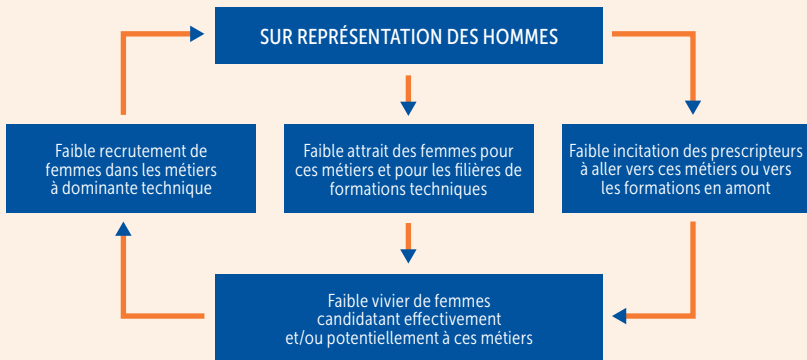 SUR REPRÉSENTATION DES HOMMES
Faible recrutement de
femmes dans les métiers
à dominante technique
Faible attrait des femmes pour
ces métiers et pour les filières de
formations techniques
Faible incitation des prescripteurs
à aller vers ces métiers ou vers
les formations en amont
Faible vivier de femmes
candidatant effectivement
et/ou potentiellement à ces métiers